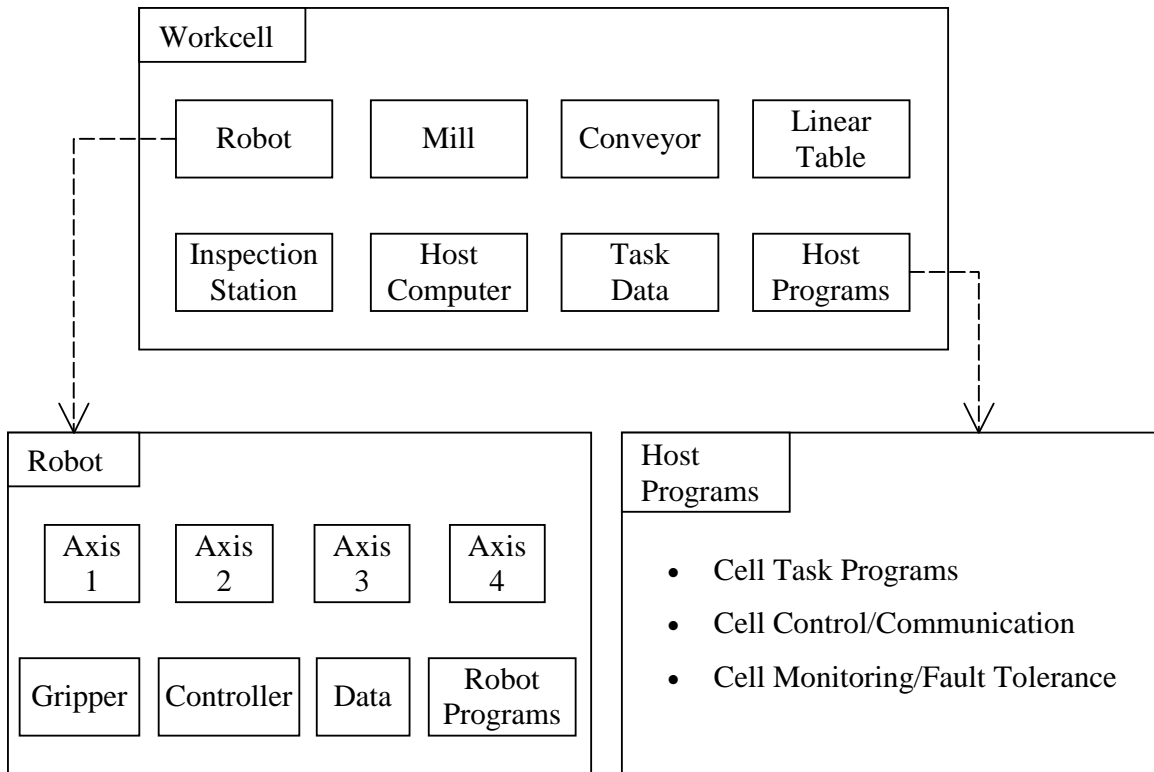 Workcell
Robot
Mill
Conveyor
Linear
Table
Inspection
Station
Host
Computer
Task
Data
Host
Programs
Robot
Axis
1
Axis
2
Axis
3
Axis
4
Gripper
Controller
Data
Robot
Programs
Host
Programs
• Cell Task Programs
• Cell Control/Communication
• Cell Monitoring/Fault Tolerance